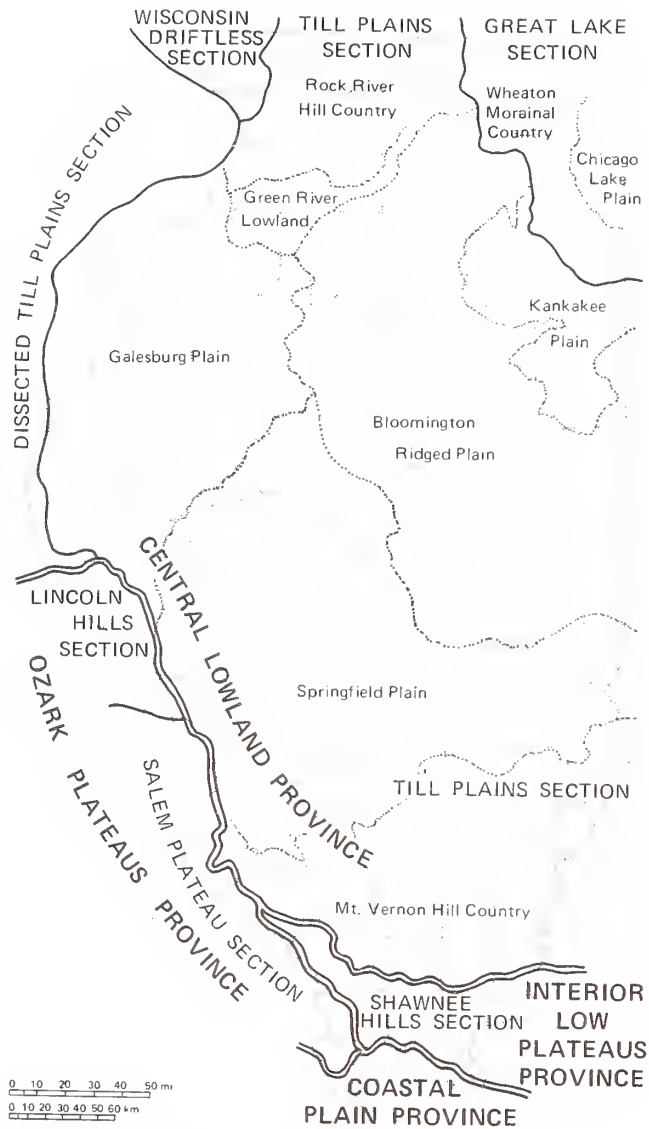 WISCONSIN
DRIFTLESS
SECTION
TILL PLAINS
SECTION
GREAT LAKE
SECTION
Rock River
Hill Country
Wheaton
Morainal
Country
Chicago
Lake
Plain
DISSECTED TILL PLAINS SECTION
Green River
Lowland
Kankakee
Plain
Galesburg Plain
Bloomington
Ridged Plain
CENTRAL LOWLAND PROVINCE
LINCOLN
HILLS
SECTION
OZARK PLATEAUS PROVINCE
SALEM PLATEAU SECTION
Springfield Plain
TILL PLAINS SECTION
Mt. Vernon Hill Country
SHAWNEE
HILLS SECTION
INTERIOR
LOW
PLATEAUS
PROVINCE
COASTAL
PLAIN PROVINCE
0 10 20 30 40 50 mi
0 10 20 30 40 50 60 km